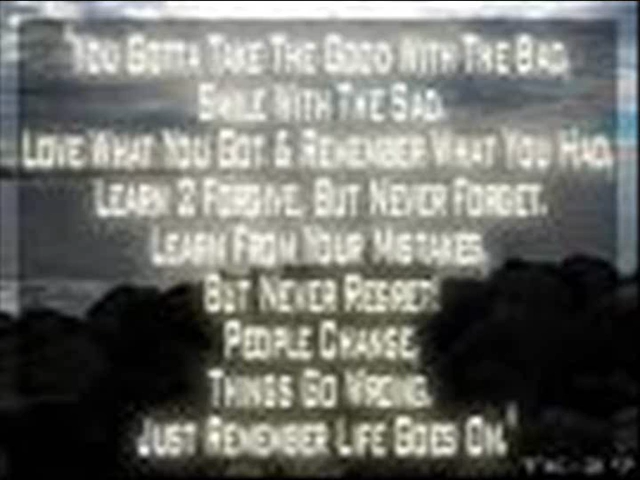 "You Gotta Take The Good With The Bad,
Smile With The Sad.
Love What You Got & Remember What You Had,
Learn 2 Forgive, But Never Forget.
Learn From Your Mistakes,
But Never Regret!
People Change,
Things Go Wrong,
Just Remember Life Goes On."